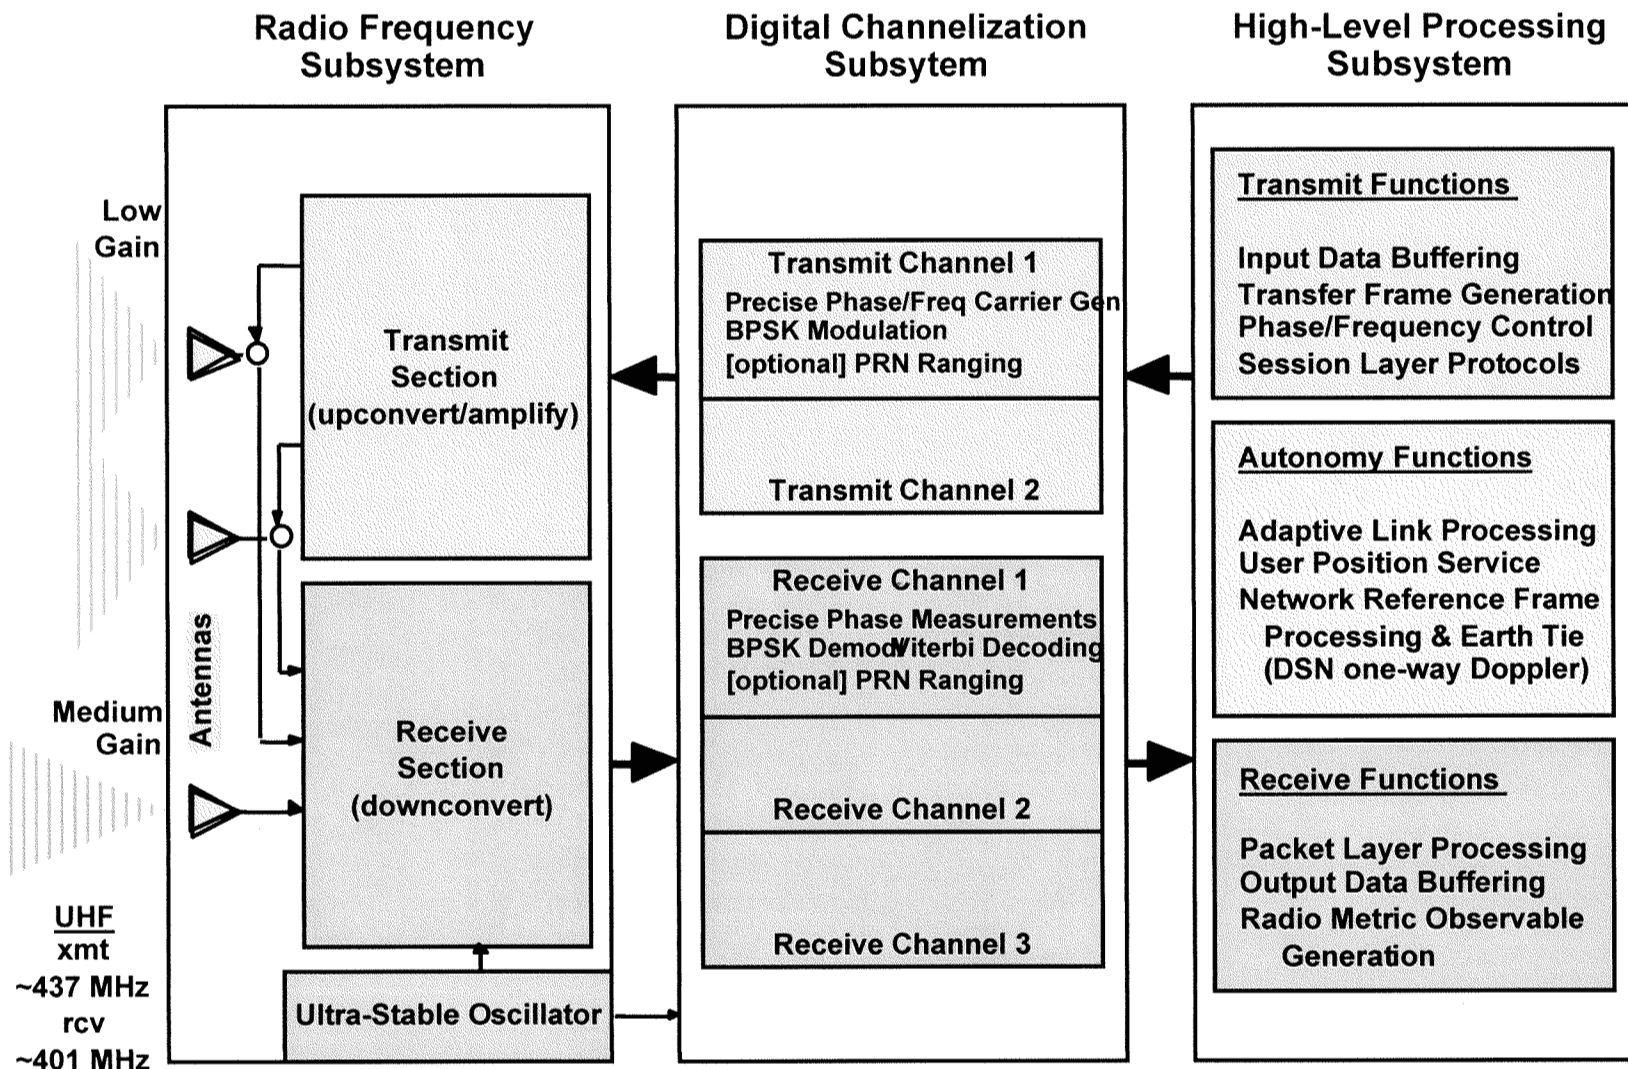 Radio Frequency
Subsystem
Digital Channelization
Subsytem
High-Level Processing
Subsystem
Low
Gain
Medium
Gain
Antennas
UHF
xmt
~437 MHz
rcv
~401 MHz
Transmit
Section
(upconvert/amplify)
Receive
Section
(downconvert)
Ultra-Stable Oscillator
Transmit Channel 1
Precise Phase/Freq Carrier Gen
BPSK Modulation
[optional] PRN Ranging
Transmit Channel 2
Receive Channel 1
Precise Phase Measurements
BPSK Demod/Viterbi Decoding
[optional] PRN Ranging
Receive Channel 2
Receive Channel 3
Transmit Functions
Input Data Buffering
Transfer Frame Generation
Phase/Frequency Control
Session Layer Protocols
Autonomy Functions
Adaptive Link Processing
User Position Service
Network Reference Frame
Processing & Earth Tie
(DSN one-way Doppler)
Receive Functions
Packet Layer Processing
Output Data Buffering
Radio Metric Observable
Generation